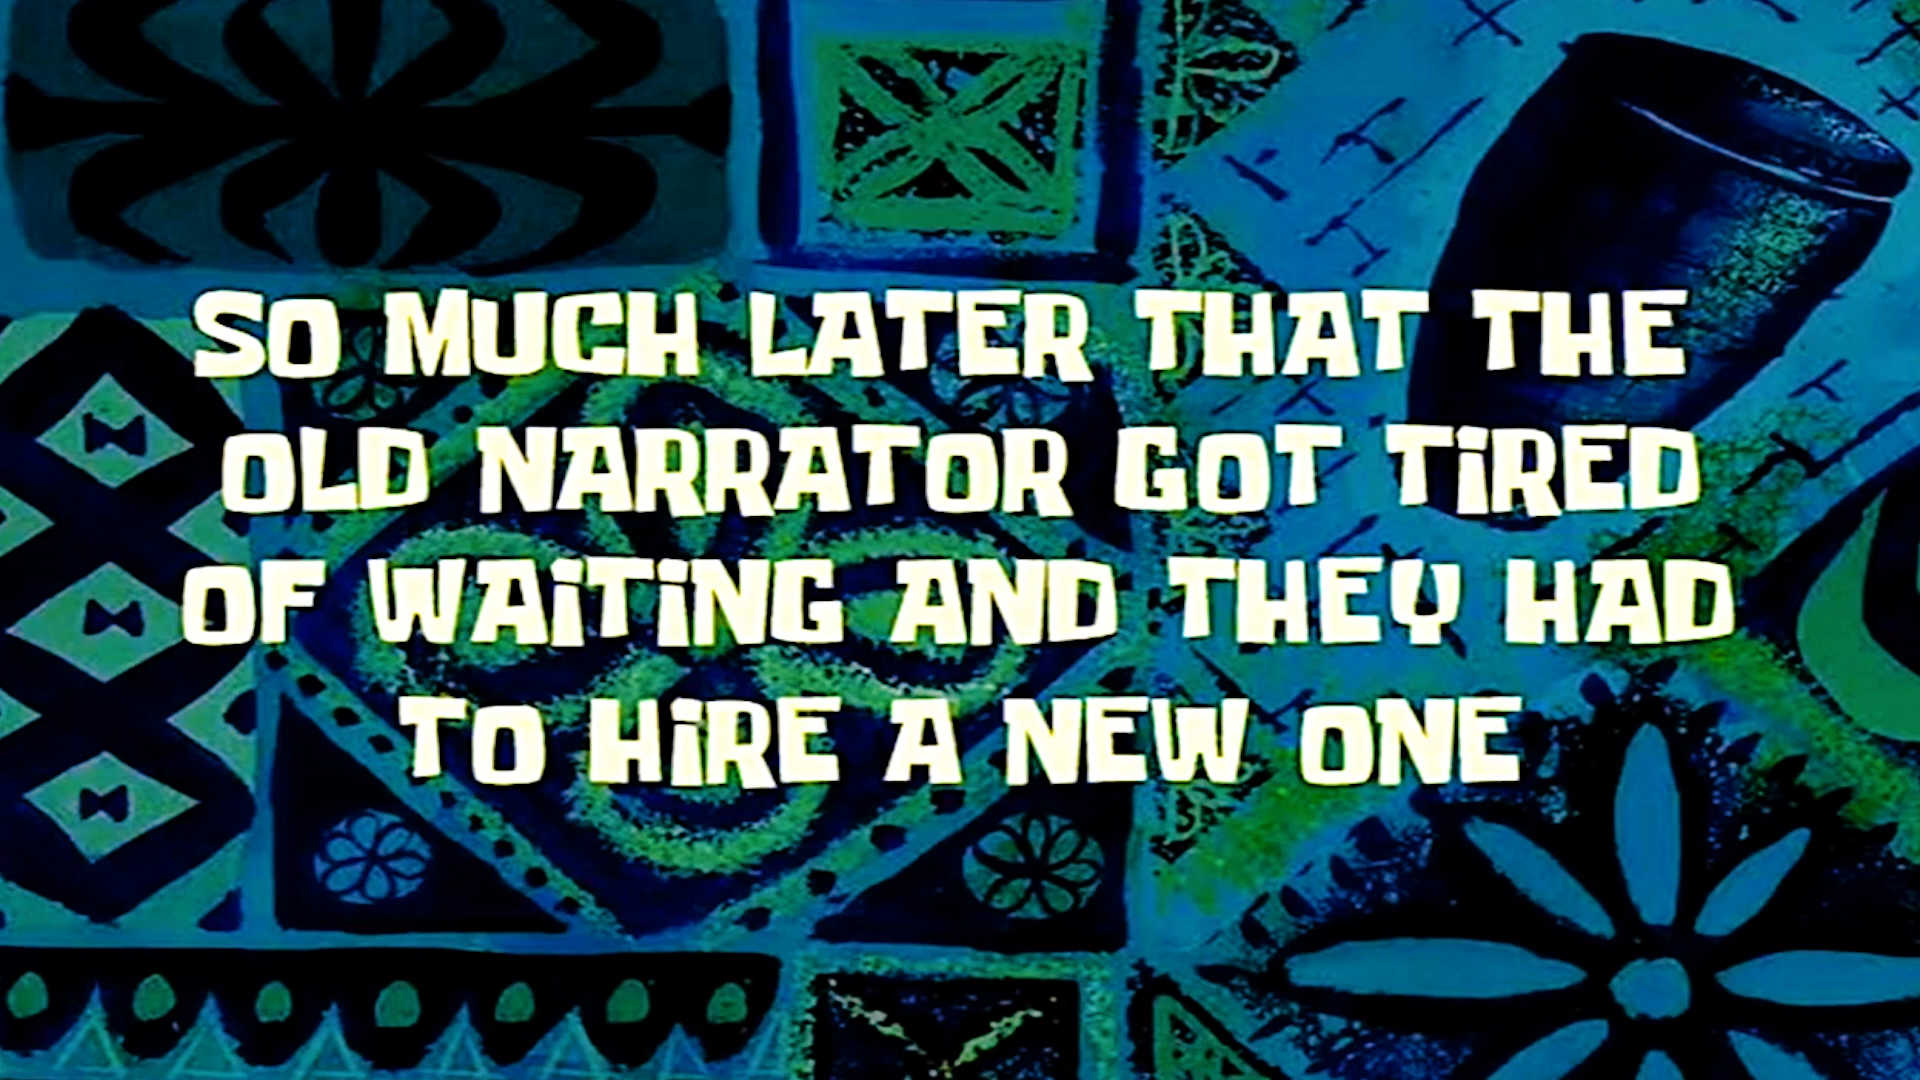 SO MUCH LATER THAT THE
OLD NARRATOR GOT TIRED
OF WAITING AND THEY HAD
TO HIRE A NEW ONE